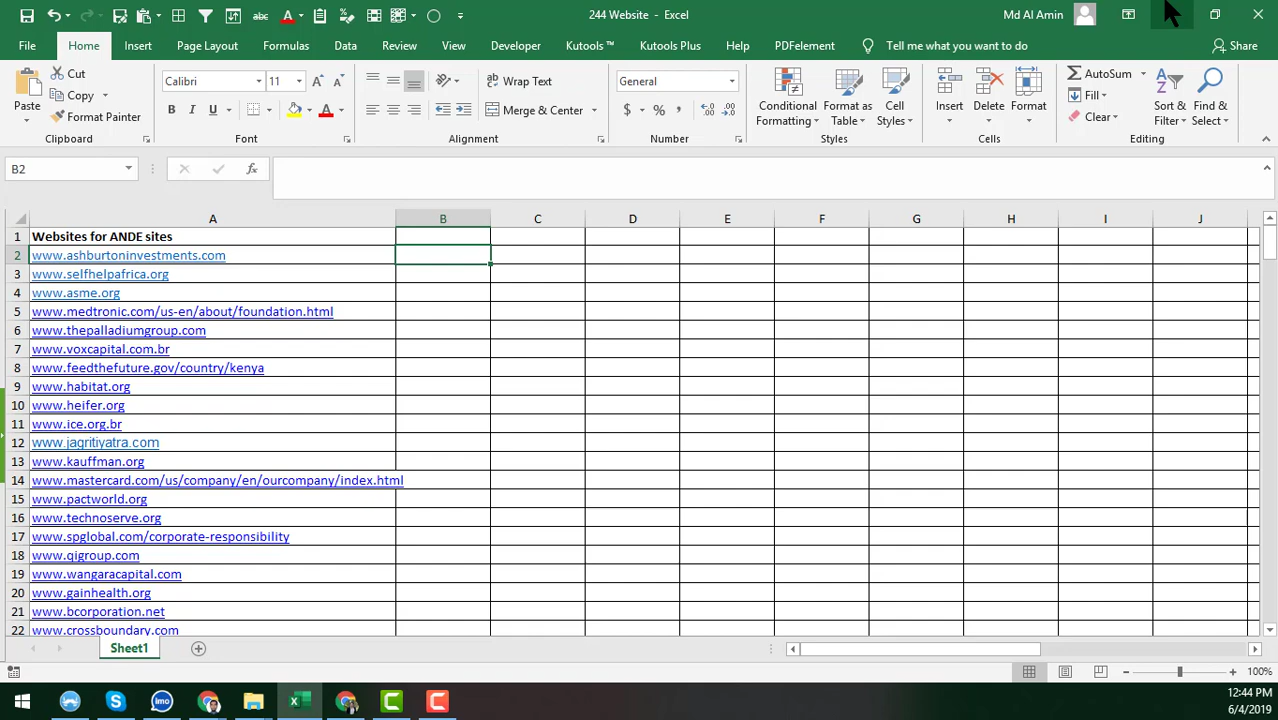 244 Website - Excel
Md Al Amin
File Home Insert Page Layout Formulas Data Review View Developer Kutools™ Kutools Plus Help PDFelement Tell me what you want to do Share
Paste
Cut
Copy
Format Painter
Clipboard
Calibri 11
B I U
Font
Wrap Text
Merge & Center
Alignment
General
$ % ,
Number
Conditional Formatting
Format as Table
Cell Styles
Styles
Insert Delete Format
Cells
AutoSum
Fill
Clear
Sort & Filter
Find & Select
Editing
B2
fx
A B C D E F G H I J
1 Websites for ANDE sites
2 www.ashburtoninvestments.com
3 www.selfhelpafrica.org
4 www.asme.org
5 www.medtronic.com/us-en/about/foundation.html
6 www.thepalladiumgroup.com
7 www.voxcapital.com.br
8 www.feedthefuture.gov/country/kenya
9 www.habitat.org
10 www.heifer.org
11 www.ice.org.br
12 www.jagritiyatra.com
13 www.kauffman.org
14 www.mastercard.com/us/company/en/ourcompany/index.html
15 www.pactworld.org
16 www.technoserve.org
17 www.spglobal.com/corporate-responsibility
18 www.qigroup.com
19 www.wangaracapital.com
20 www.gainhealth.org
21 www.bcorporation.net
22 www.crossboundary.com
Sheet1
100%
12:44 PM
6/4/2019